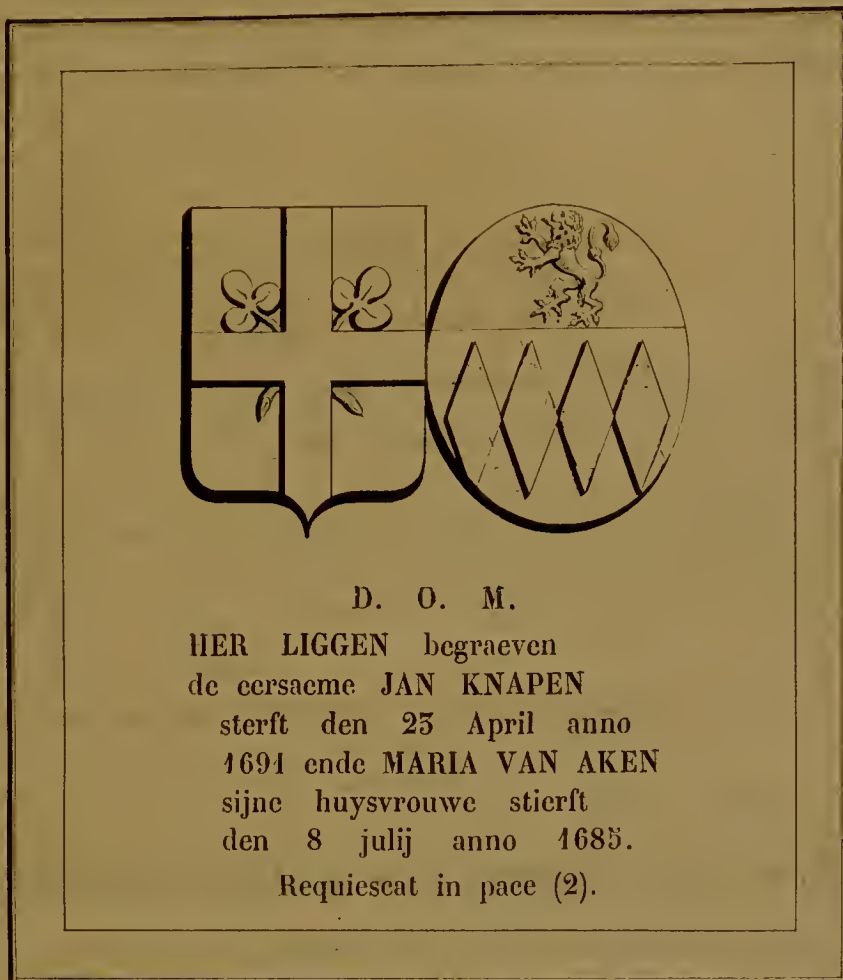 D. O. M.
HIER LIGGEN begraeven
de eersaeme JAN KNAPEN
sterft den 23 April anno
1691 ende MARIA VAN AKEN
sijne huysvrouwe stierft
den 8 julij anno 1685.
Requiescat in pace (2).